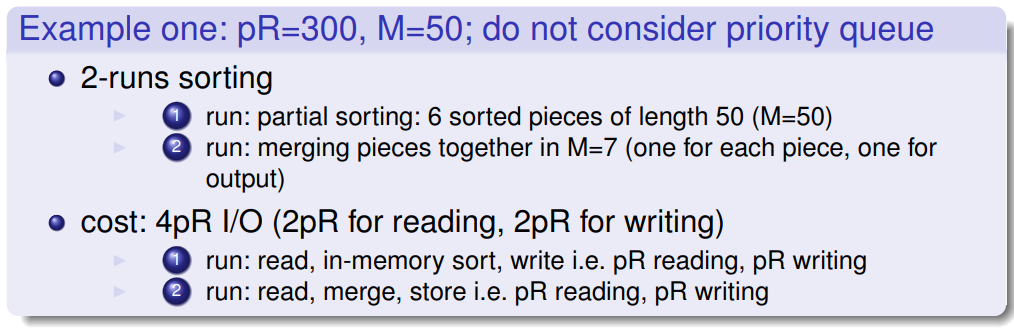 Example one: pR=300, M=50; do not consider priority queue
2-runs sorting
1 run: partial sorting: 6 sorted pieces of length 50 (M=50)
2 run: merging pieces together in M=7 (one for each piece, one for
output)
cost: 4pR I/O (2pR for reading, 2pR for writing)
1 run: read, in-memory sort, write i.e. pR reading, pR writing
2 run: read, merge, store i.e. pR reading, pR writing